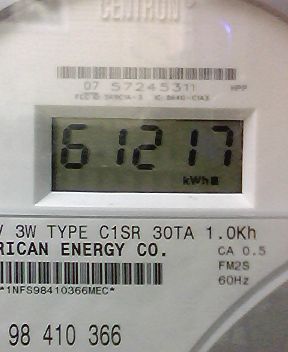 CENTRON®
07 57245311 HPP
61217
kWh
V 3W TYPE C1SR 30TA 1.0Kh
RICAN ENERGY CO. CA 0.5
FM2S
60Hz
*1NFS98410366MEC*
98 410 366